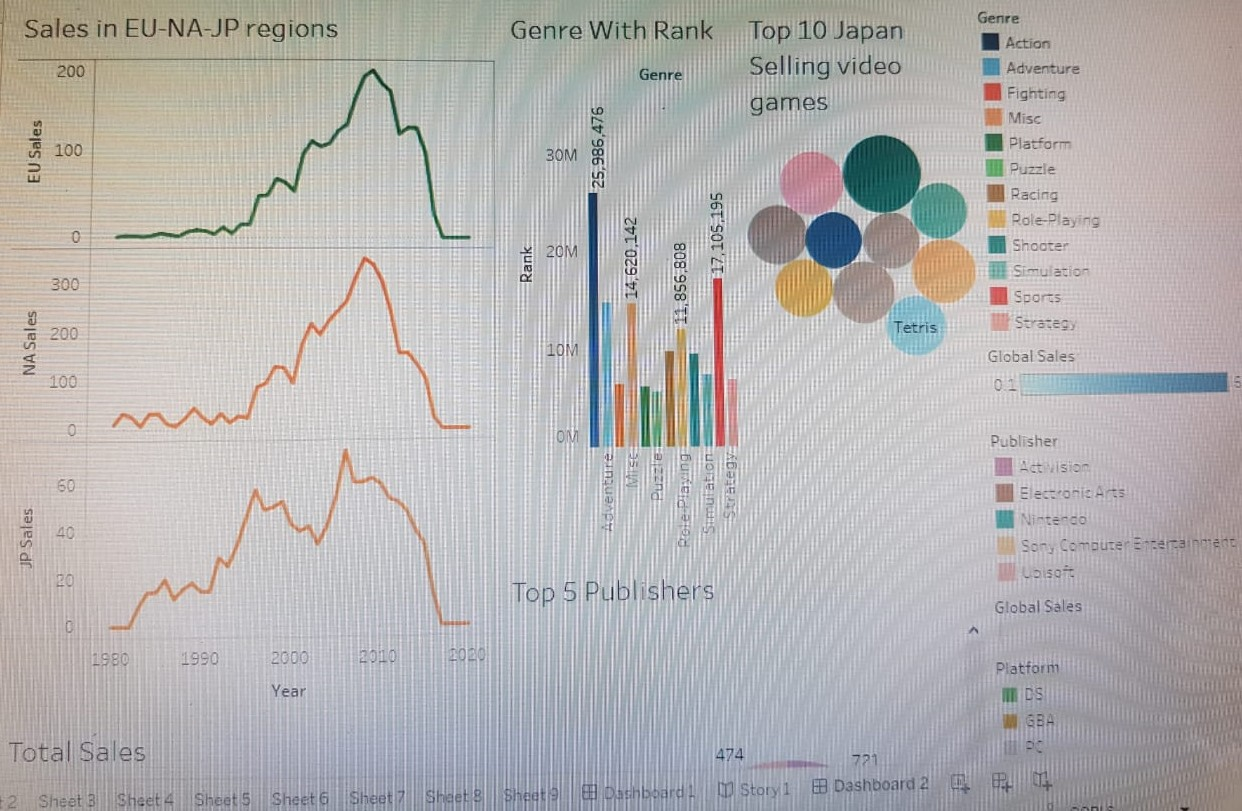 Sales in EU-NA-JP regions
200
100
0
EU Sales
300
200
100
0
NA Sales
60
40
20
0
JP Sales
1980 1990 2000 2010 2020
Year
Genre With Rank
Genre
30M
20M
10M
0M
Rank
25,986,476
14,620,142
11,856,808
17,105,195
Adventure
Misc
Puzzle
Role-Playing
Simulation
Strategy
Top 10 Japan
Selling video
games
Tetris
Genre
Action
Adventure
Fighting
Misc
Platform
Puzzle
Racing
Role-Playing
Shooter
Simulation
Sports
Strategy
Global Sales
0.1
Publisher
Activision
Electronic Arts
Nintendo
Sony Computer Entertainment
Ubisoft
Global Sales
Platform
DS
GBA
PC
Top 5 Publishers
474 721
Total Sales
2 Sheet 3 Sheet 4 Sheet 5 Sheet 6 Sheet 7 Sheet 8 Sheet 9 Dashboard 1 Story 1 Dashboard 2